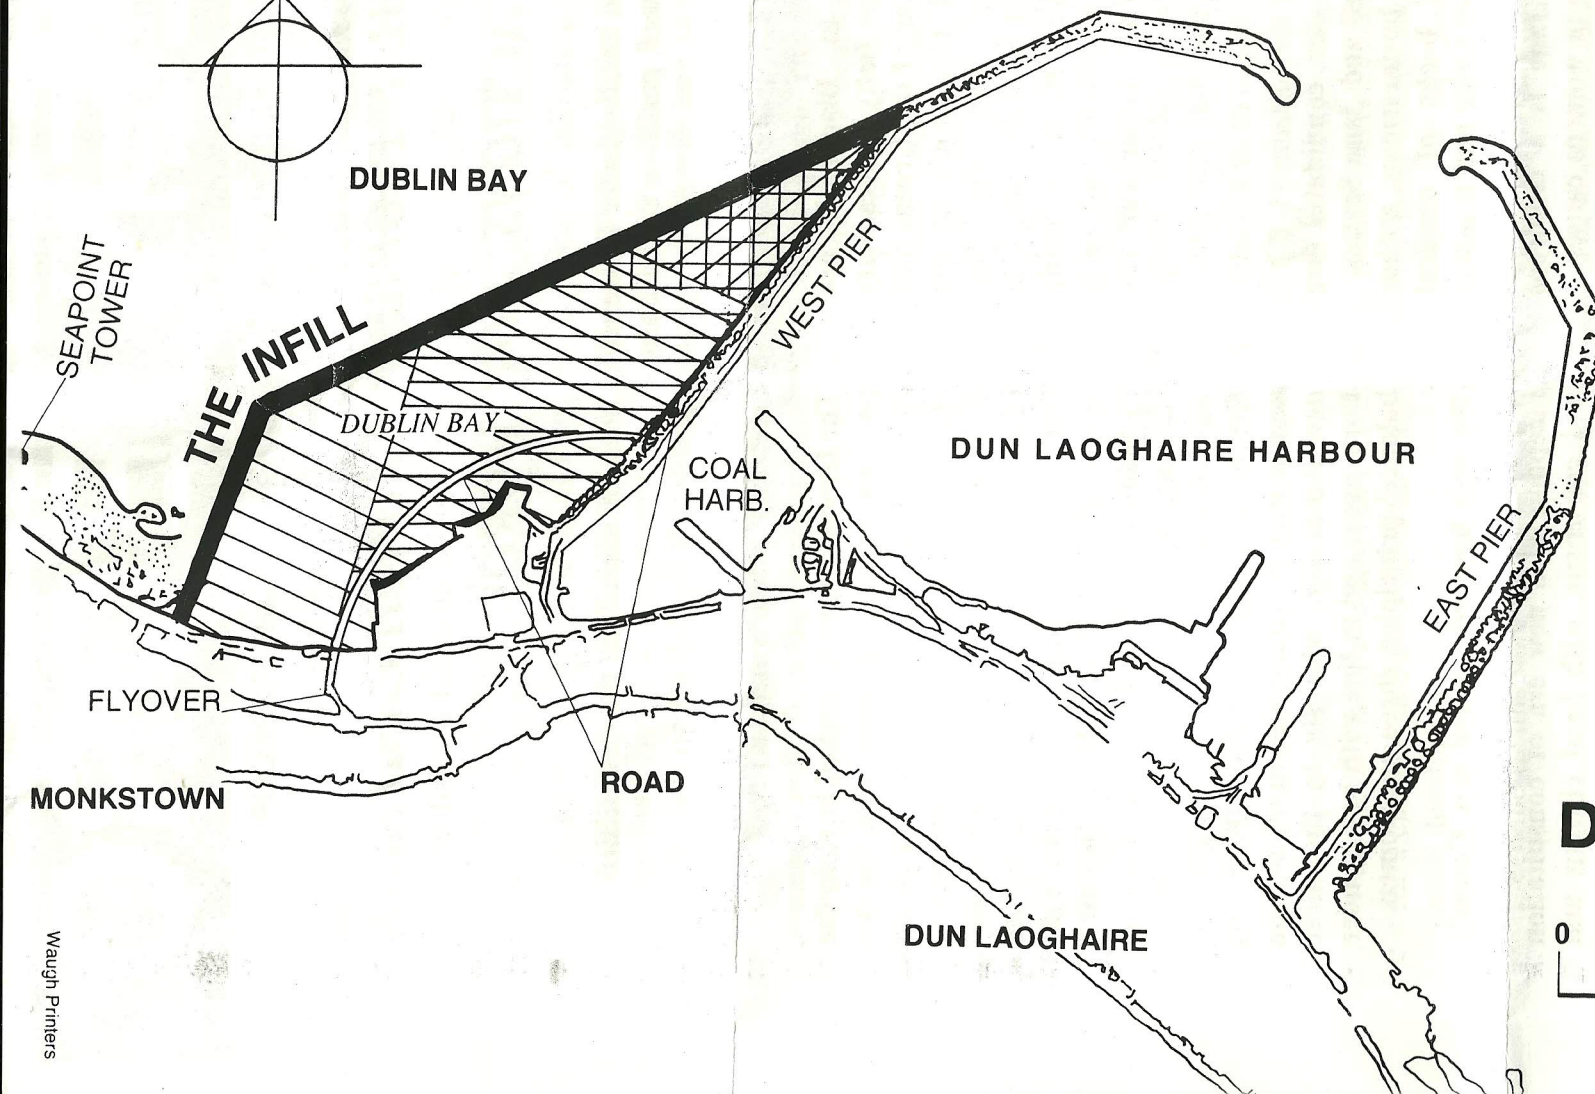 DUBLIN BAY
SEAPOINT
TOWER
THE INFILL
WEST PIER
DUBLIN BAY
COAL
HARB.
DUN LAOGHAIRE HARBOUR
EAST PIER
FLYOVER
ROAD
MONKSTOWN
D
0
DUN LAOGHAIRE
Waugh Printers